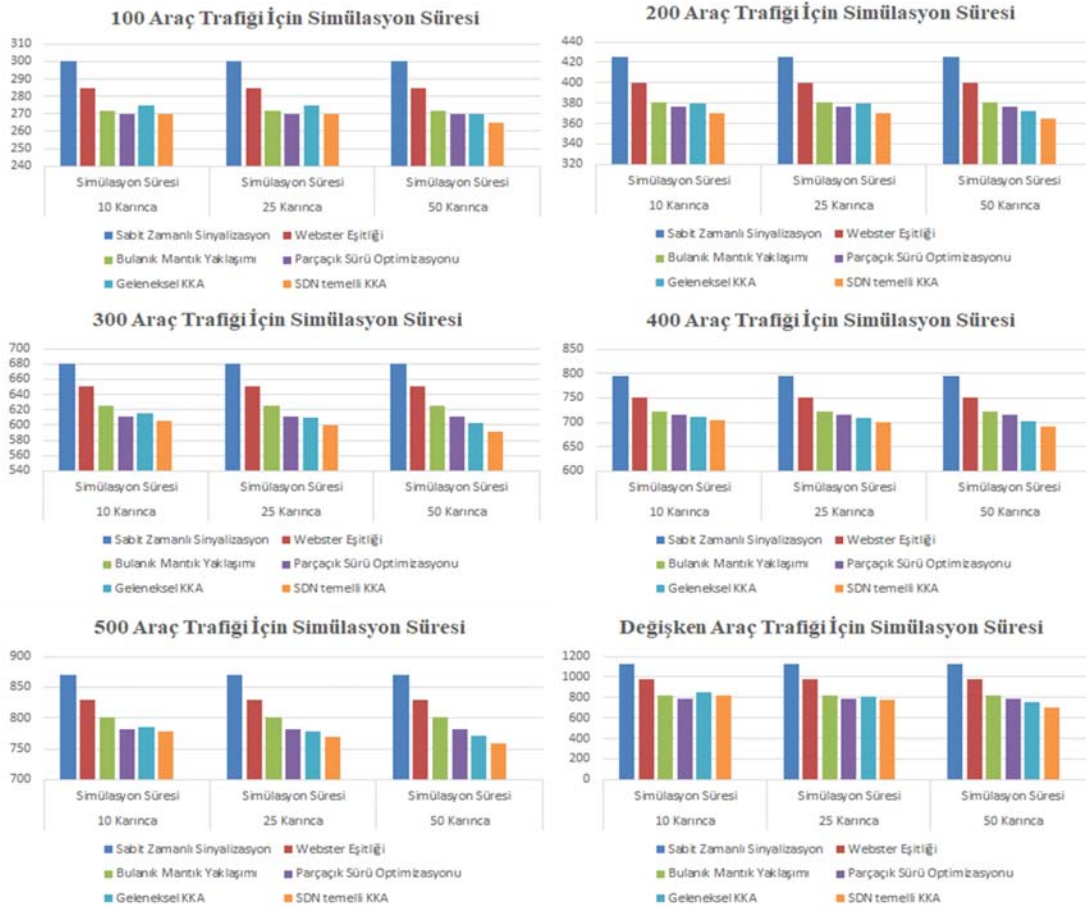 100 Araç Trafiği İçin Simülasyon Süresi
310
300
290
280
270
260
250
240
Simülasyon Süresi
Simülasyon Süresi
Simülasyon Süresi
10 Karınca
25 Karınca
50 Karınca
Sabit Zamanlı Sinyalizasyon
Webster Eşitliği
Bulanık Mantık Yaklaşımı
Parçaçık Sürü Optimizasyonu
Geleneksel KKA
SDN temelli KKA
200 Araç Trafiği İçin Simülasyon Süresi
440
420
400
380
360
340
320
Simülasyon Süresi
Simülasyon Süresi
Simülasyon Süresi
10 Karınca
25 Karınca
50 Karınca
Sabit Zamanlı Sinyalizasyon
Webster Eşitliği
Bulanık Mantık Yaklaşımı
Parçaçık Sürü Optimizasyonu
Geleneksel KKA
SDN temelli KKA
300 Araç Trafiği İçin Simülasyon Süresi
700
680
660
640
620
600
580
560
540
Simülasyon Süresi
Simülasyon Süresi
Simülasyon Süresi
10 Karınca
25 Karınca
50 Karınca
Sabit Zamanlı Sinyalizasyon
Webster Eşitliği
Bulanık Mantık Yaklaşımı
Parçaçık Sürü Optimizasyonu
Geleneksel KKA
SDN temelli KKA
400 Araç Trafiği İçin Simülasyon Süresi
850
800
750
700
650
600
Simülasyon Süresi
Simülasyon Süresi
Simülasyon Süresi
10 Karınca
25 Karınca
50 Karınca
Sabit Zamanlı Sinyalizasyon
Webster Eşitliği
Bulanık Mantık Yaklaşımı
Parçaçık Sürü Optimizasyonu
Geleneksel KKA
SDN temelli KKA
500 Araç Trafiği İçin Simülasyon Süresi
900
850
800
750
700
Simülasyon Süresi
Simülasyon Süresi
Simülasyon Süresi
10 Karınca
25 Karınca
50 Karınca
Sabit Zamanlı Sinyalizasyon
Webster Eşitliği
Bulanık Mantık Yaklaşımı
Parçaçık Sürü Optimizasyonu
Geleneksel KKA
SDN temelli KKA
Değişken Araç Trafiği İçin Simülasyon Süresi
1200
1000
800
600
400
200
0
Simülasyon Süresi
Simülasyon Süresi
Simülasyon Süresi
10 Karınca
25 Karınca
50 Karınca
Sabit Zamanlı Sinyalizasyon
Webster Eşitliği
Bulanık Mantık Yaklaşımı
Parçaçık Sürü Optimizasyonu
Geleneksel KKA
SDN temelli KKA